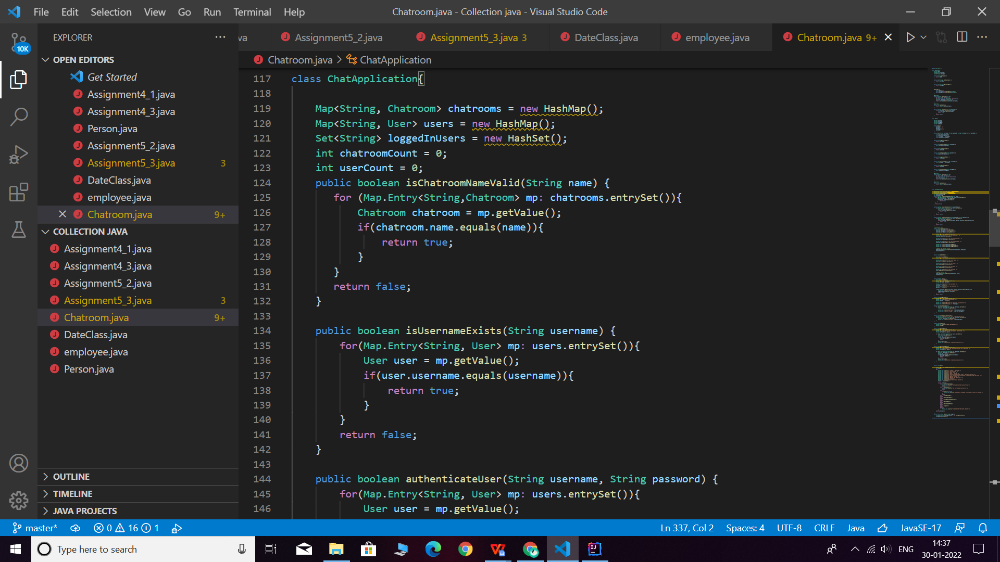 File Edit Selection View Go Run Terminal Help
Chatroom.java - Collection java - Visual Studio Code
10K
EXPLORER
OPEN EDITORS
Get Started
Assignment4_1.java
Assignment4_3.java
Person.java
Assignment5_2.java
Assignment5_3.java 3
DateClass.java
employee.java
Chatroom.java 9+
COLLECTION JAVA
Assignment4_1.java
Assignment4_3.java
Assignment5_2.java
Assignment5_3.java 3
Chatroom.java 9+
DateClass.java
employee.java
Person.java
OUTLINE
TIMELINE
JAVA PROJECTS
va Assignment5_2.java Assignment5_3.java 3 DateClass.java employee.java Chatroom.java 9+
Chatroom.java > ChatApplication
117 class ChatApplication{
118
119 Map<String, Chatroom> chatrooms = new HashMap();
120 Map<String, User> users = new HashMap();
121 Set<String> loggedInUsers = new HashSet();
122 int chatroomCount = 0;
123 int userCount = 0;
124 public boolean isChatroomNameValid(String name) {
125 for (Map.Entry<String,Chatroom> mp: chatrooms.entrySet()){
126 Chatroom chatroom = mp.getValue();
127 if(chatroom.name.equals(name)){
128 return true;
129 }
130 }
131 return false;
132 }
133
134 public boolean isUsernameExists(String username) {
135 for(Map.Entry<String, User> mp: users.entrySet()){
136 User user = mp.getValue();
137 if(user.username.equals(username)){
138 return true;
139 }
140 }
141 return false;
142 }
143
144 public boolean authenticateUser(String username, String password) {
145 for(Map.Entry<String, User> mp: users.entrySet()){
146 User user = mp.getValue();
master* 0 16 1
Ln 337, Col 2 Spaces: 4 UTF-8 CRLF Java JavaSE-17
Type here to search
ENG
14:37
30-01-2022